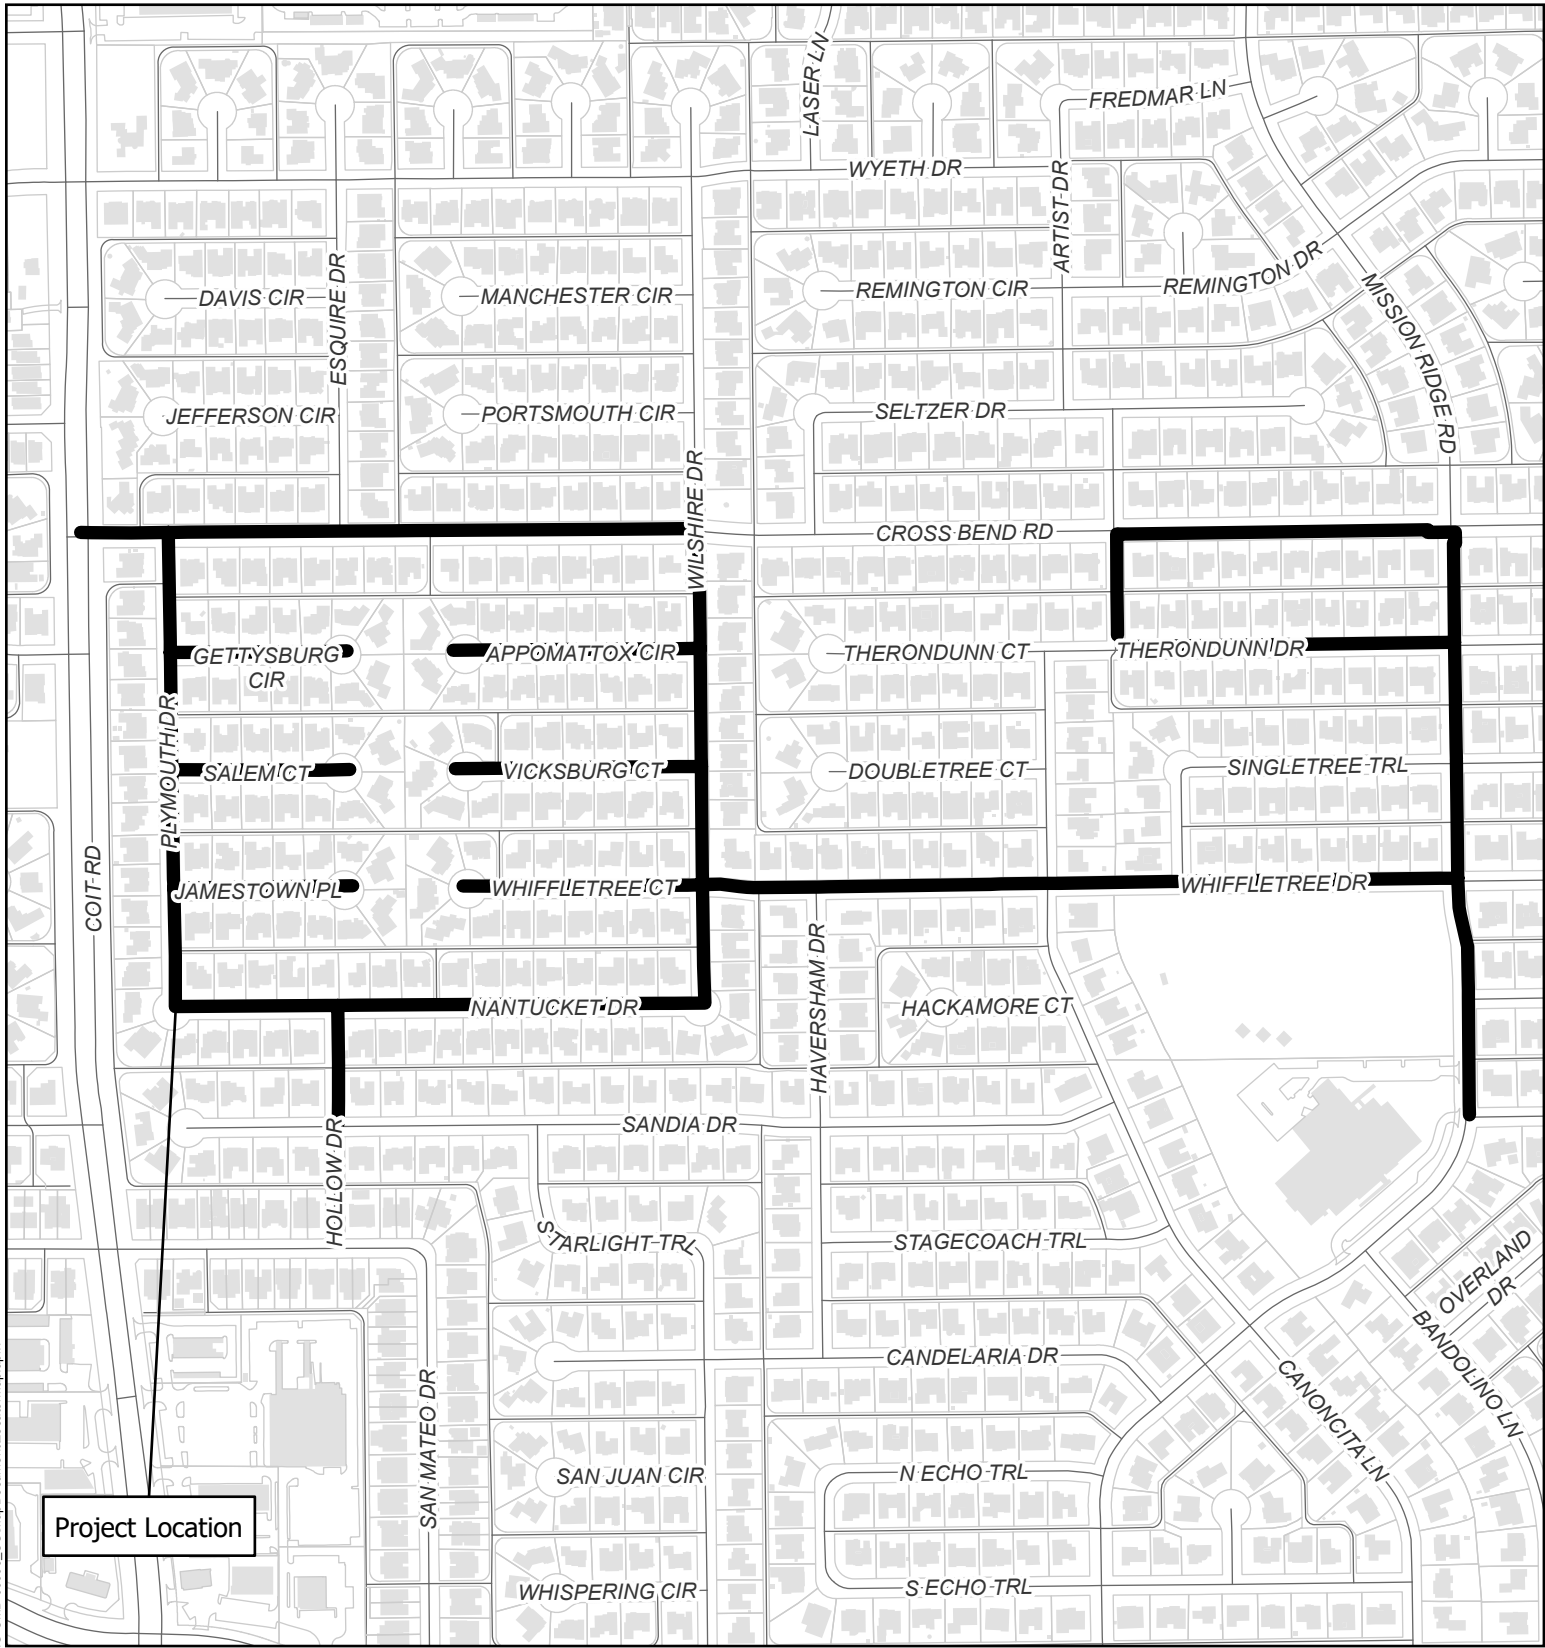 LASER LN
FREDMAR LN
WYETH DR
ARTIST DR
DAVIS CIR
ESQUIRE DR
MANCHESTER CIR
REMINGTON CIR
REMINGTON DR
MISSION RIDGE RD
JEFFERSON CIR
PORTSMOUTH CIR
SELTZER DR
WILSHIRE DR
CROSS BEND RD
GETTYSBURG
CIR
APPOMATTOX CIR
THERONDUNN CT
THERONDUNN DR
PLYMOUTH DR
SALEM CT
VICKSBURG CT
DOUBLETREE CT
SINGLETREE TRL
COIT RD
JAMESTOWN PL
WHIFFLETREE CT
WHIFFLETREE DR
HAVERSHAM DR
NANTUCKET DR
HACKAMORE CT
HOLLOW DR
SANDIA DR
STARLIGHT TRL
STAGECOACH TRL
OVERLAND
DR
BANDOLINO LN
CANDELARIA DR
CANONCITA LN
SAN MATEO DR
SAN JUAN CIR
N ECHO TRL
Project Location
WHISPERING CIR
S ECHO TRL